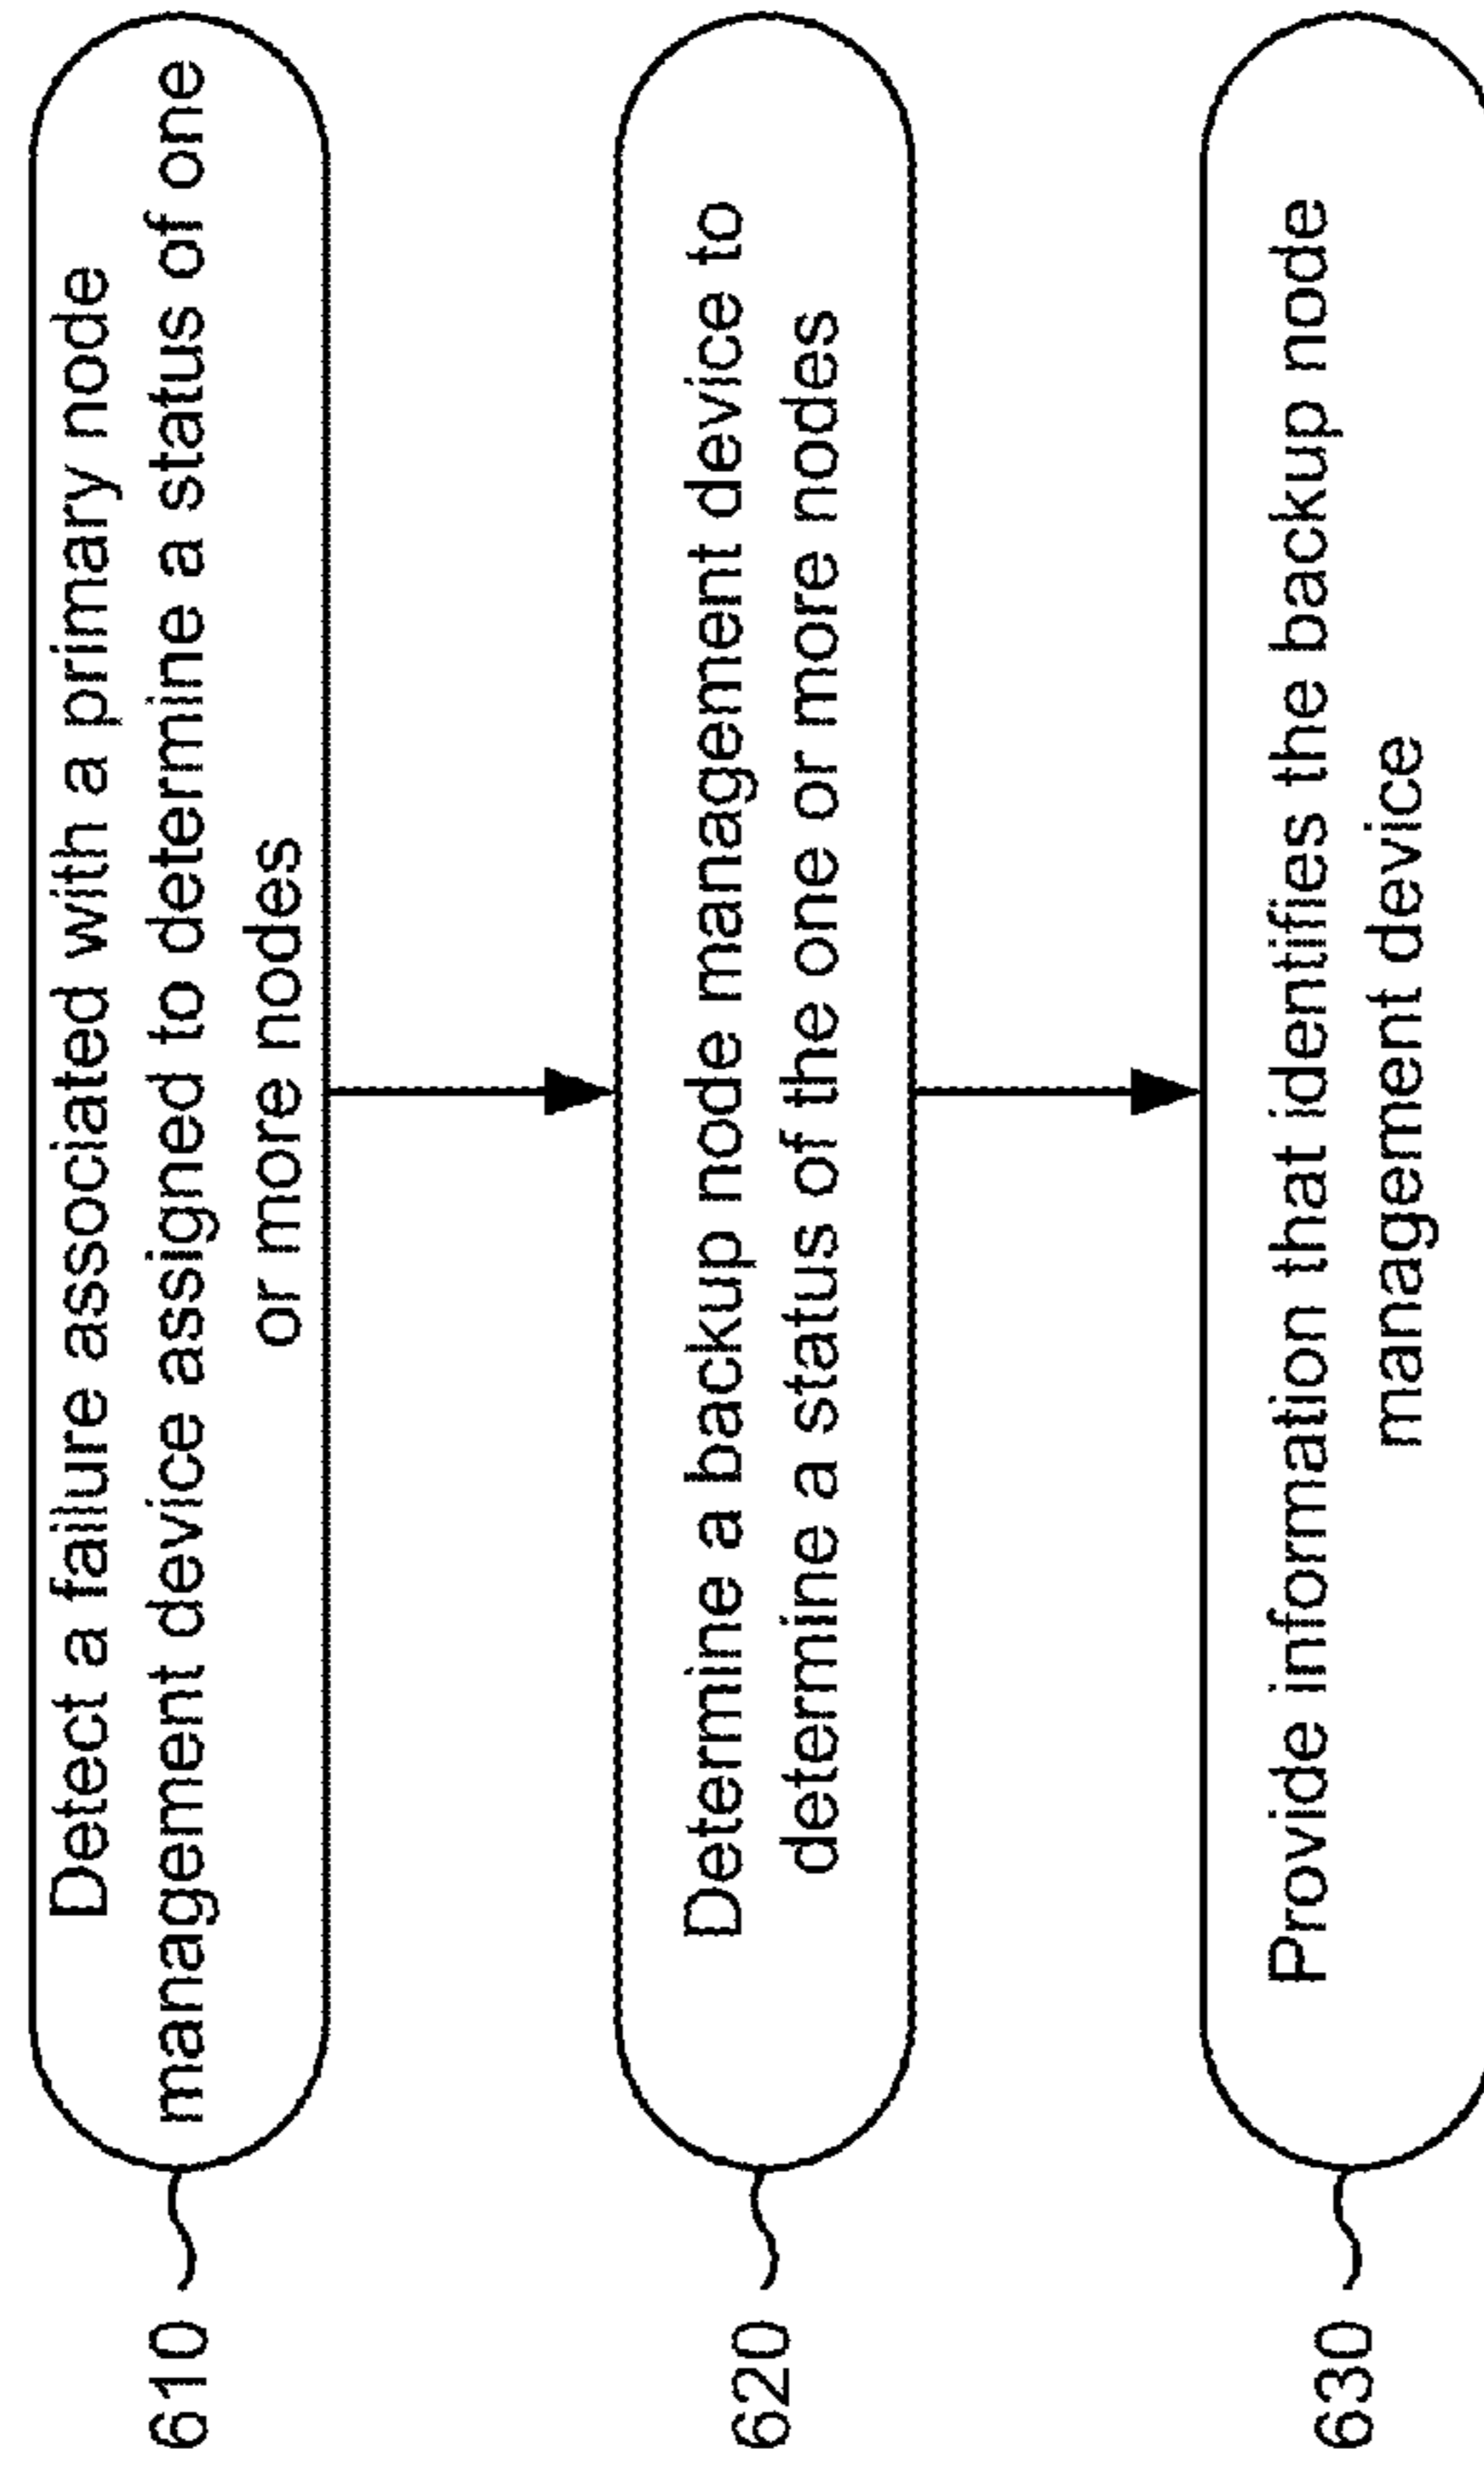 Detect a failure associated with a primary node
management device assigned to determine a status of one
or more nodes
610
Determine a backup node management device to
determine a status of the one or more nodes
620
Provide information that identifies the backup node
management device
630